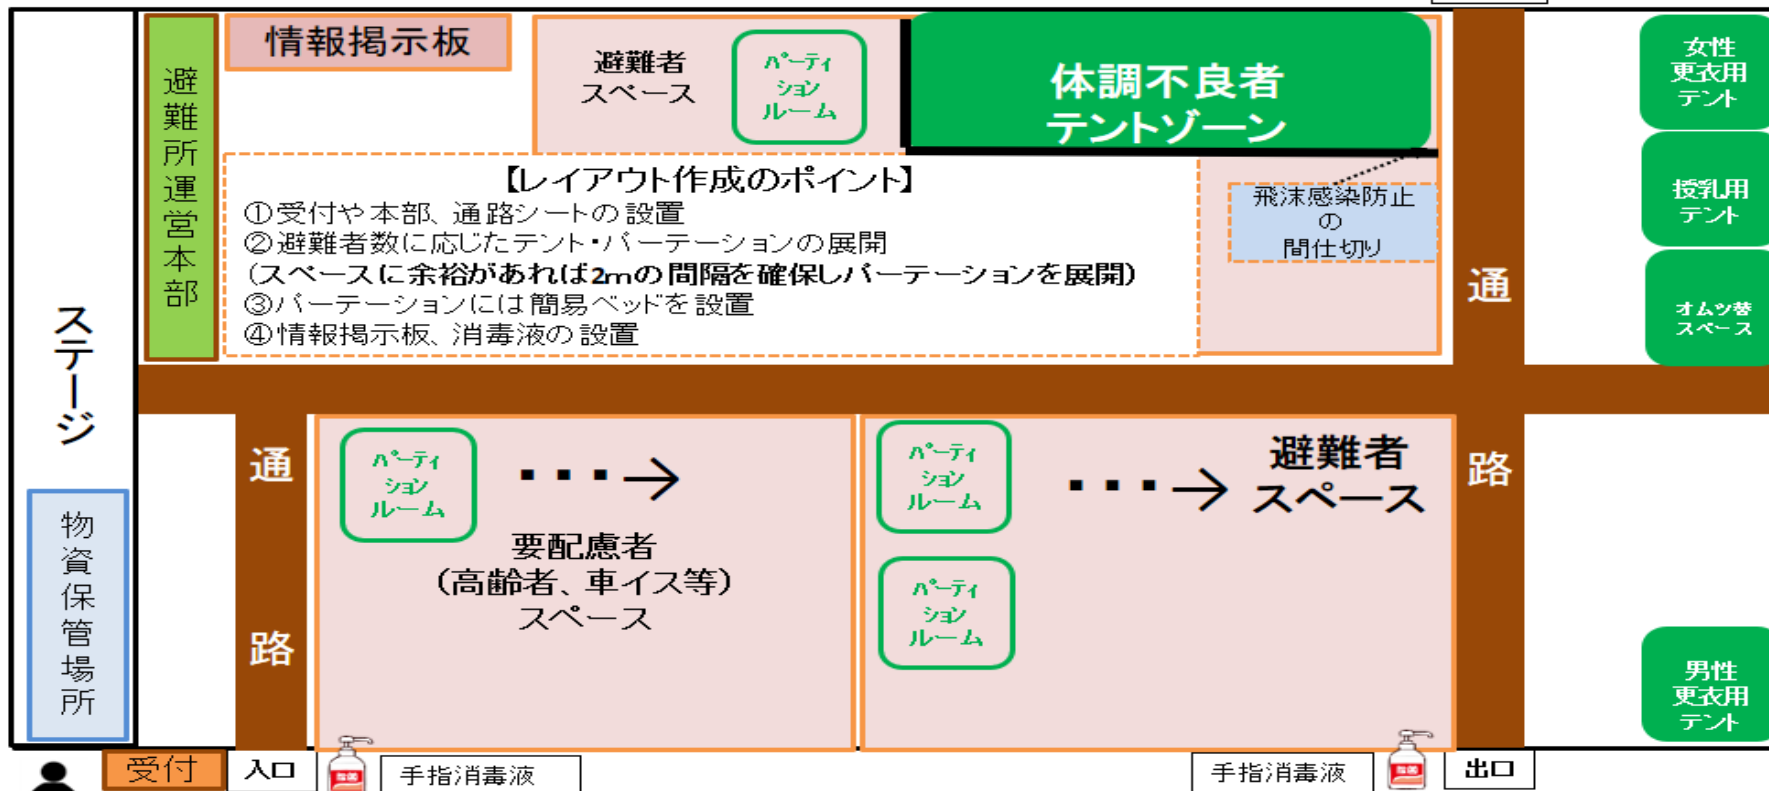 情報掲示板
避難者
スペース
パーティ
ション
ルーム
体調不良者
テントゾーン
女性
更衣用
テント
避難所運営本部
【レイアウト作成のポイント】
①受付や本部、通路シートの設置
②避難者数に応じたテント・パーテーションの展開
(スペースに余裕があれば2mの間隔を確保しパーテーションを展開)
③パーテーションには簡易ベッドを設置
④情報掲示板、消毒液の設置
飛沫感染防止
の
間仕切り
授乳用
テント
オムツ替
スペース
通路
ステージ
物資保管場所
通路
パーティ
ション
ルーム
・・・→
要配慮者
(高齢者、車イス等)
スペース
パーティ
ション
ルーム
・・・→
避難者
スペース
パーティ
ション
ルーム
男性
更衣用
テント
受付
入口
手指消毒液
手指消毒液
出口